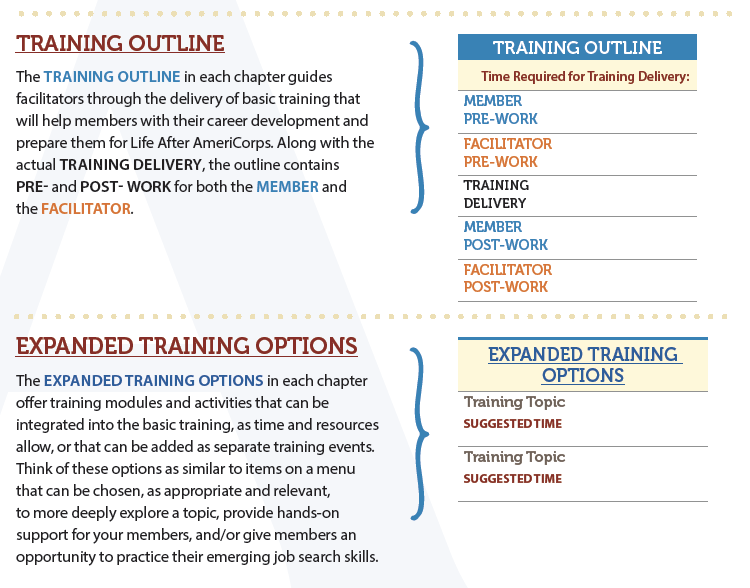 TRAINING OUTLINE
The TRAINING OUTLINE in each chapter guides
facilitators through the delivery of basic training that
will help members with their career development and
prepare them for Life After AmeriCorps. Along with the
actual TRAINING DELIVERY, the outline contains
PRE- and POST- WORK for both the MEMBER and
the FACILITATOR.
TRAINING OUTLINE
Time Required for Training Delivery:
MEMBER
PRE-WORK
FACILITATOR
PRE-WORK
TRAINING
DELIVERY
MEMBER
POST-WORK
FACILITATOR
POST-WORK
EXPANDED TRAINING OPTIONS
The EXPANDED TRAINING OPTIONS in each chapter
offer training modules and activities that can be
integrated into the basic training, as time and resources
allow, or that can be added as separate training events.
Think of these options as similar to items on a menu
that can be chosen, as appropriate and relevant,
to more deeply explore a topic, provide hands-on
support for your members, and/or give members an
opportunity to practice their emerging job search skills.
EXPANDED TRAINING
OPTIONS
Training Topic
SUGGESTED TIME
Training Topic
SUGGESTED TIME